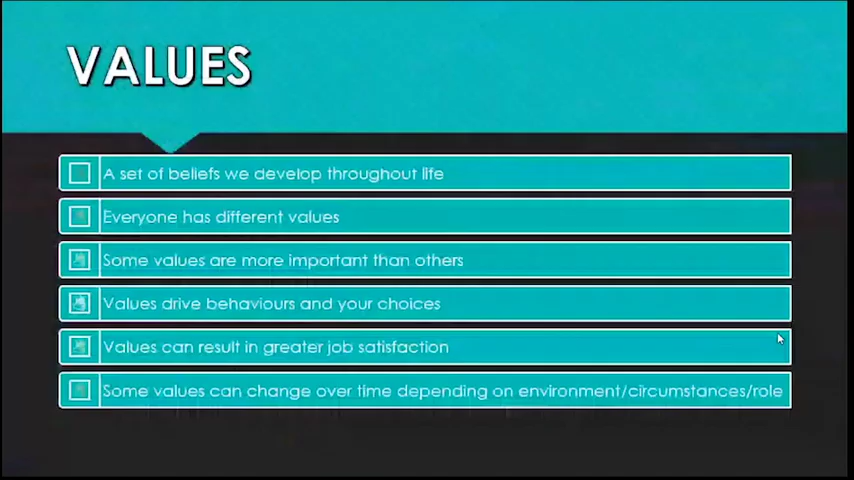 VALUES
A set of beliefs we develop throughout life
Everyone has different values
Some values are more important than others
Values drive behaviours and your choices
Values can result in greater job satisfaction
Some values can change over time depending on environment/circumstances/role